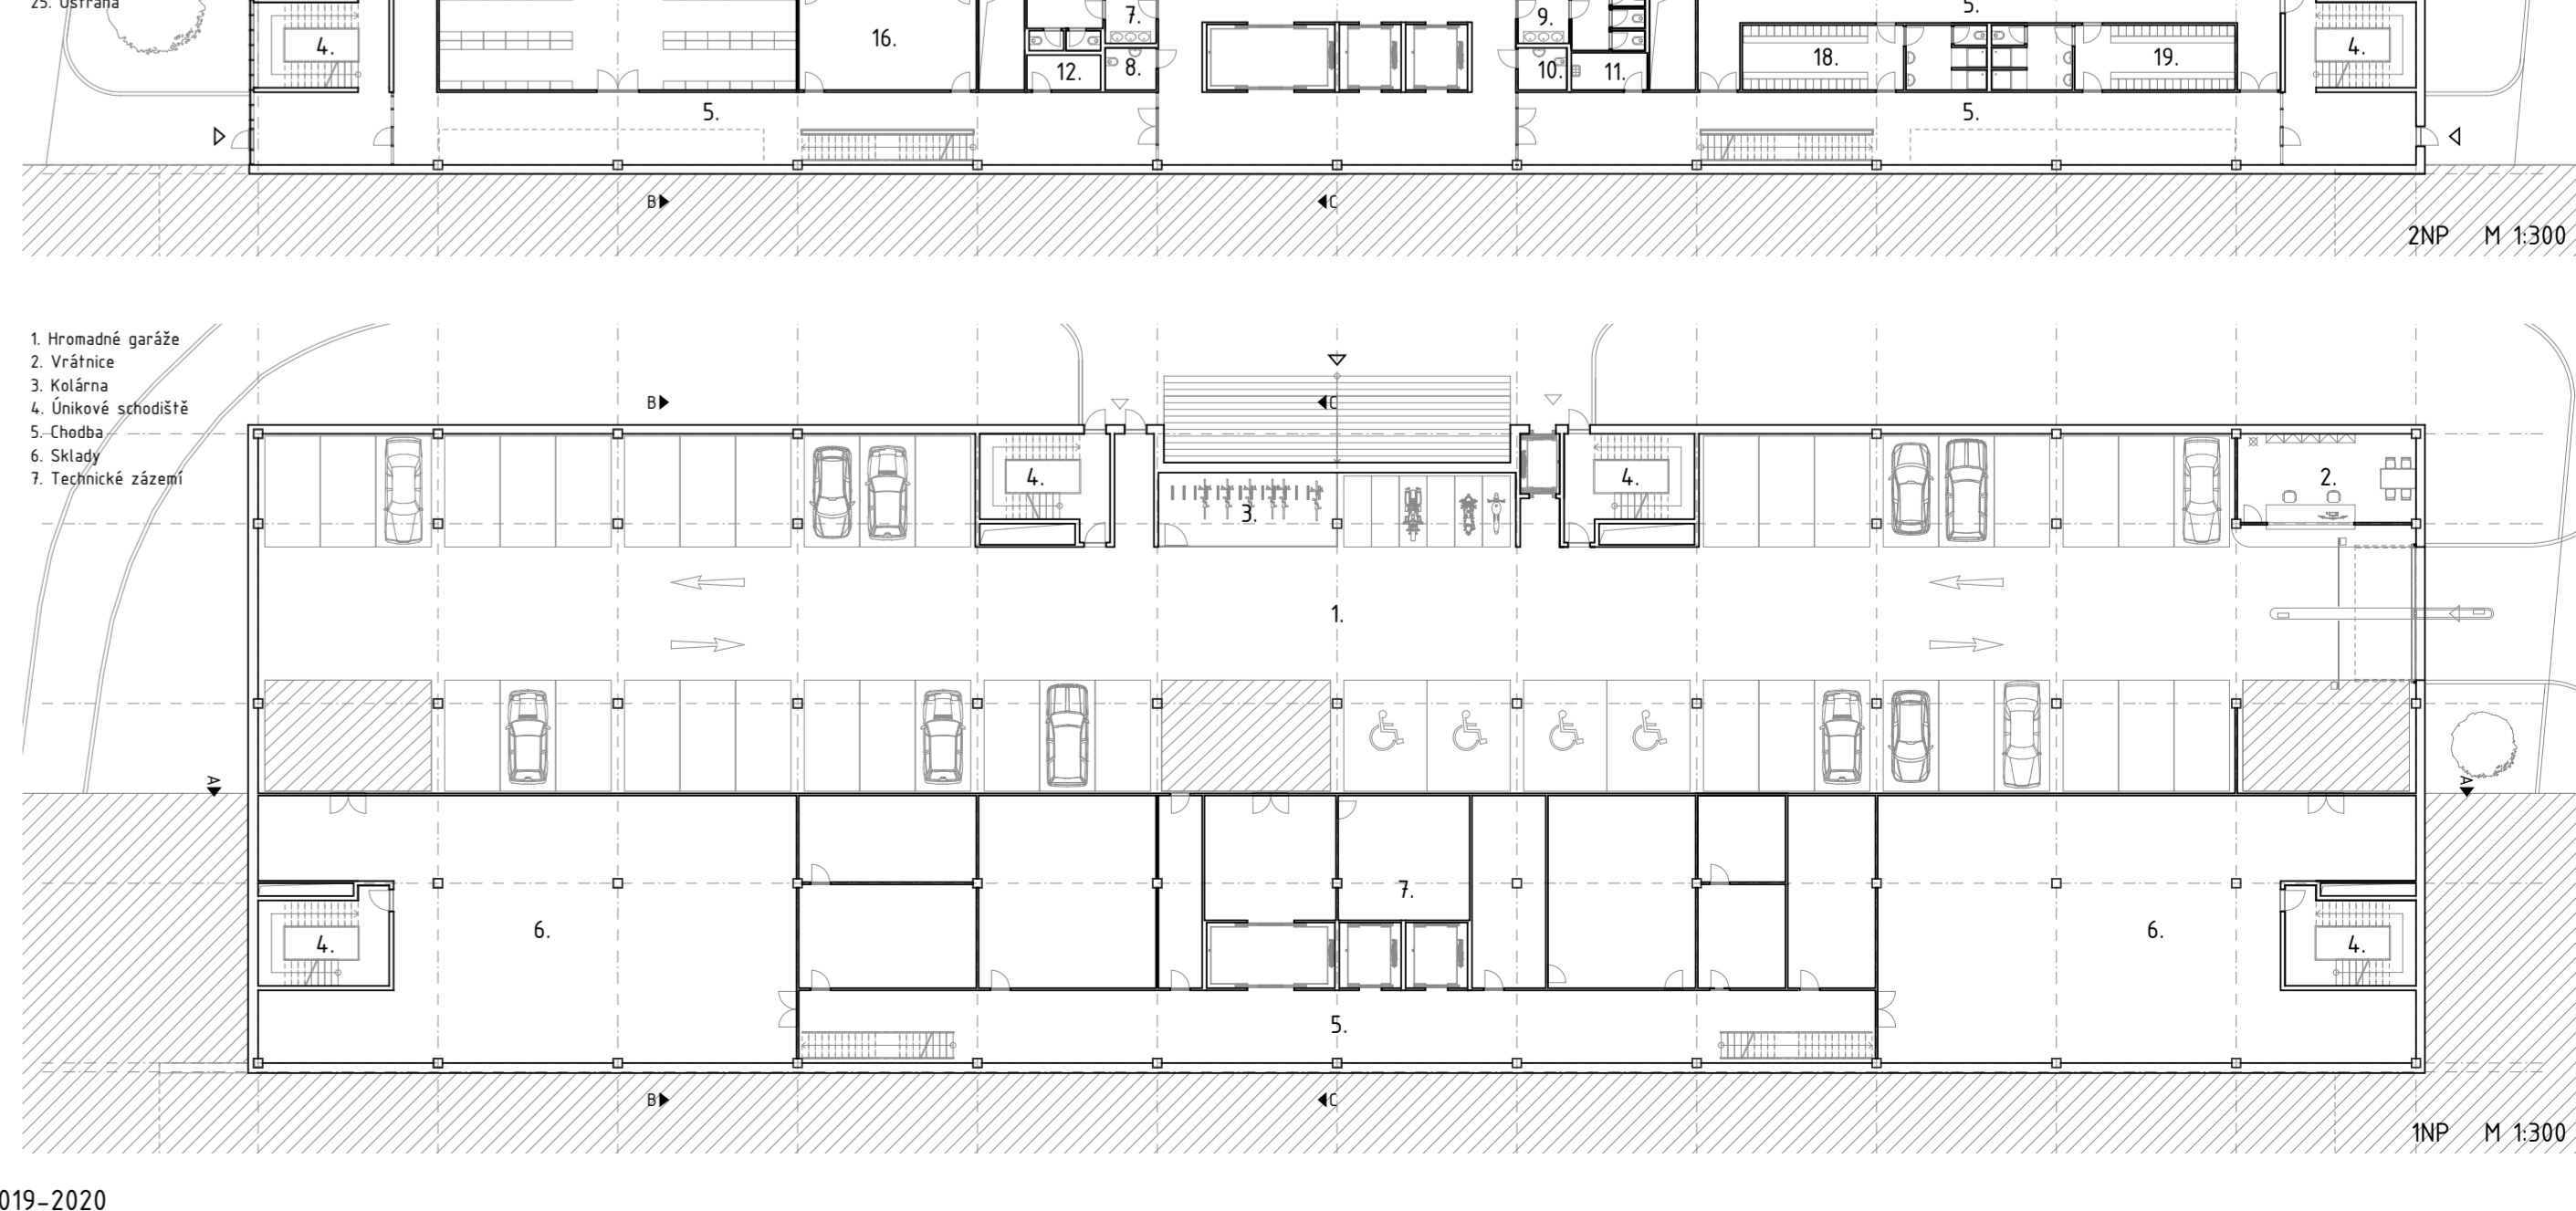 25. Ostraha
4.
16.
7.
8.
12.
9.
10.
11.
5.
18.
19.
4.
5.
5.
B
C
2NP M 1:300
1. Hromadné garáže
2. Vrátnice
3. Kolárna
4. Únikové schodiště
5. Chodba
6. Sklady
7. Technické zázemí
B
C
4.
3.
4.
2.
1.
A
A
7.
4.
6.
6.
4.
5.
B
C
1NP M 1:300
019-2020